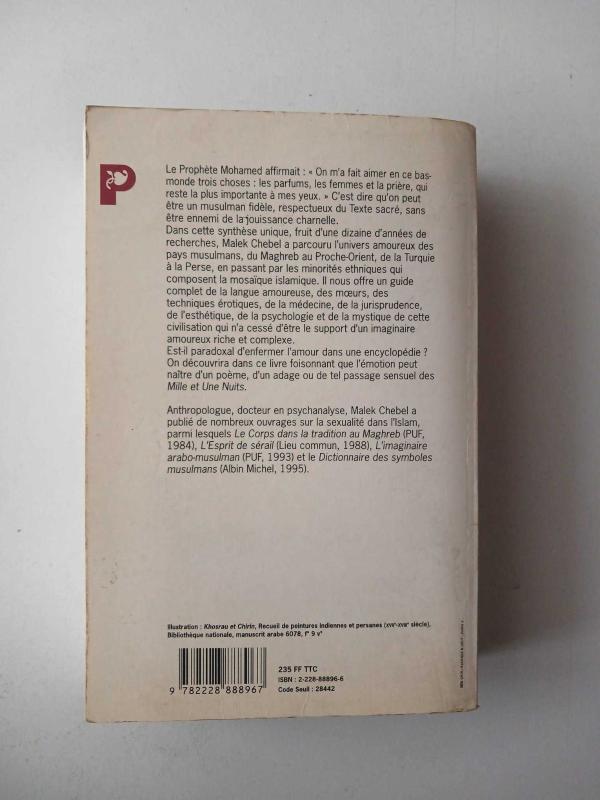 P
Le Prophète Mohamed affirmait : « On m'a fait aimer en ce bas-
monde trois choses : les parfums, les femmes et la prière, qui
reste la plus importante à mes yeux. » C'est dire qu'on peut
être un musulman fidèle, respectueux du Texte sacré, sans
être ennemi de la jouissance charnelle.
Dans cette synthèse unique, fruit d'une dizaine d'années de
recherches, Malek Chebel a parcouru l'univers amoureux des
pays musulmans, du Maghreb au Proche-Orient, de la Turquie
à la Perse, en passant par les minorités ethniques qui
composent la mosaïque islamique. Il nous offre un guide
complet de la langue amoureuse, des mœurs, des
techniques érotiques, de la médecine, de la jurisprudence,
de l'esthétique, de la psychologie et de la mystique de cette
civilisation qui n'a cessé d'être le support d'un imaginaire
amoureux riche et complexe.
Est-il paradoxal d'enfermer l'amour dans une encyclopédie ?
On découvrira dans ce livre foisonnant que l'émotion peut
naître d'un poème, d'un adage ou de tel passage sensuel des
Mille et Une Nuits.
Anthropologue, docteur en psychanalyse, Malek Chebel a
publié de nombreux ouvrages sur la sexualité dans l'Islam,
parmi lesquels Le Corps dans la tradition au Maghreb (PUF,
1984), L'Esprit de sérail (Lieu commun, 1988), L'imaginaire
arabo-musulman (PUF, 1993) et le Dictionnaire des symboles
musulmans (Albin Michel, 1995).
Illustration : Khosrau et Chirin, Recueil de peintures indiennes et persanes (XVIIe-XVIIIe siècle),
Bibliothèque nationale, manuscrit arabe 6078, f° 9 v°
235 FF TTC
ISBN : 2-228-88896-6
Code Seuil : 28442
9 782228 888967